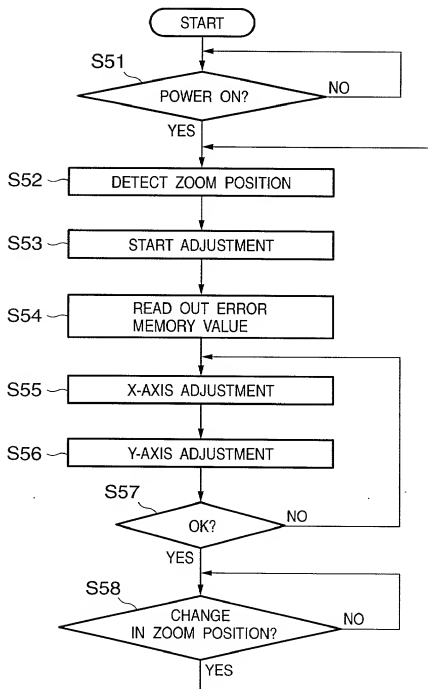 START
S51
POWER ON?
NO
YES
S52
DETECT ZOOM POSITION
S53
START ADJUSTMENT
S54
READ OUT ERROR
MEMORY VALUE
S55
X-AXIS ADJUSTMENT
S56
Y-AXIS ADJUSTMENT
S57
OK?
NO
YES
S58
CHANGE
IN ZOOM POSITION?
NO
YES